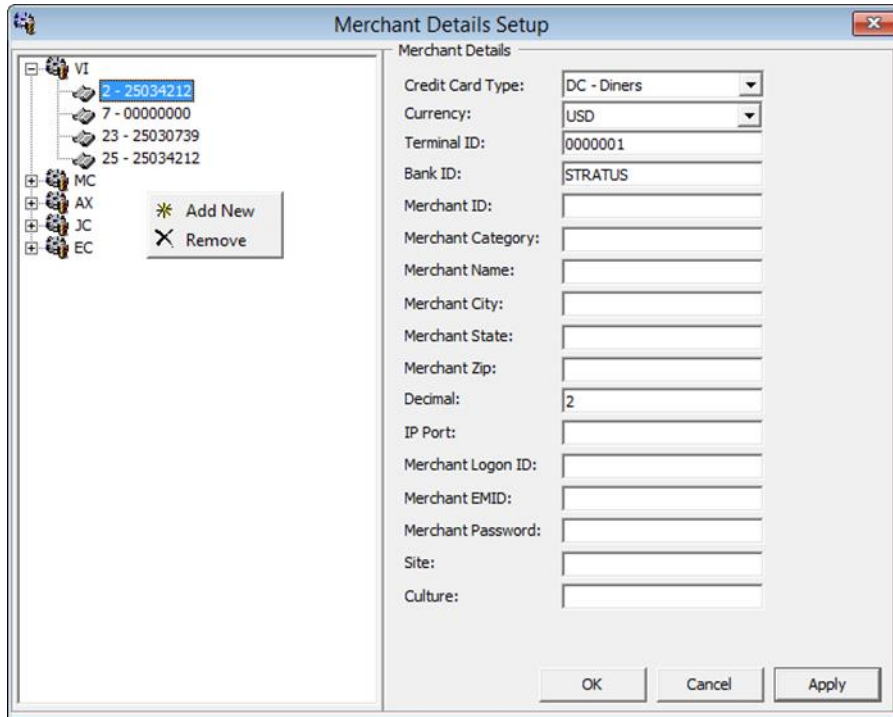 Merchant Details Setup
VI
2 - 25034212
7 - 00000000
23 - 25030739
25 - 25034212
MC
AX
JC
EC
Add New
Remove
Merchant Details
Credit Card Type: DC - Diners
Currency: USD
Terminal ID: 0000001
Bank ID: STRATUS
Merchant ID:
Merchant Category:
Merchant Name:
Merchant City:
Merchant State:
Merchant Zip:
Decimal: 2
IP Port:
Merchant Logon ID:
Merchant EMID:
Merchant Password:
Site:
Culture:
OK Cancel Apply